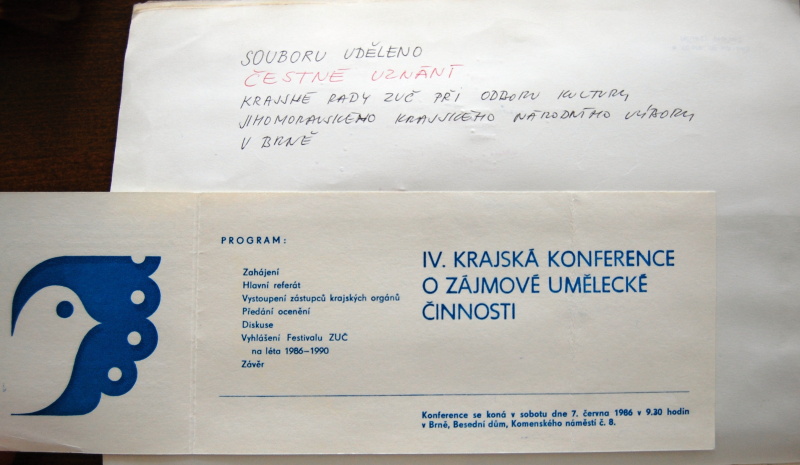 SOUBORU UDĚLENO
ČESTNÉ UZNÁNÍ
KRAJSKÉ RADY ZUČ PŘI ODBORU KULTURY
JIHOMORAVSKÉHO KRAJSKÉHO NÁRODNÍHO VÝBORU
V BRNĚ
PROGRAM:
Zahájení
Hlavní referát
Vystoupení zástupců krajských orgánů
Předání ocenění
Diskuse
Vyhlášení Festivalu ZUČ
na léta 1986–1990
Závěr
IV. KRAJSKÁ KONFERENCE
O ZÁJMOVÉ UMĚLECKÉ
ČINNOSTI
Konference se koná v sobotu dne 7. června 1986 v 9.30 hodin
v Brně, Besední dům, Komenského náměstí č. 8.